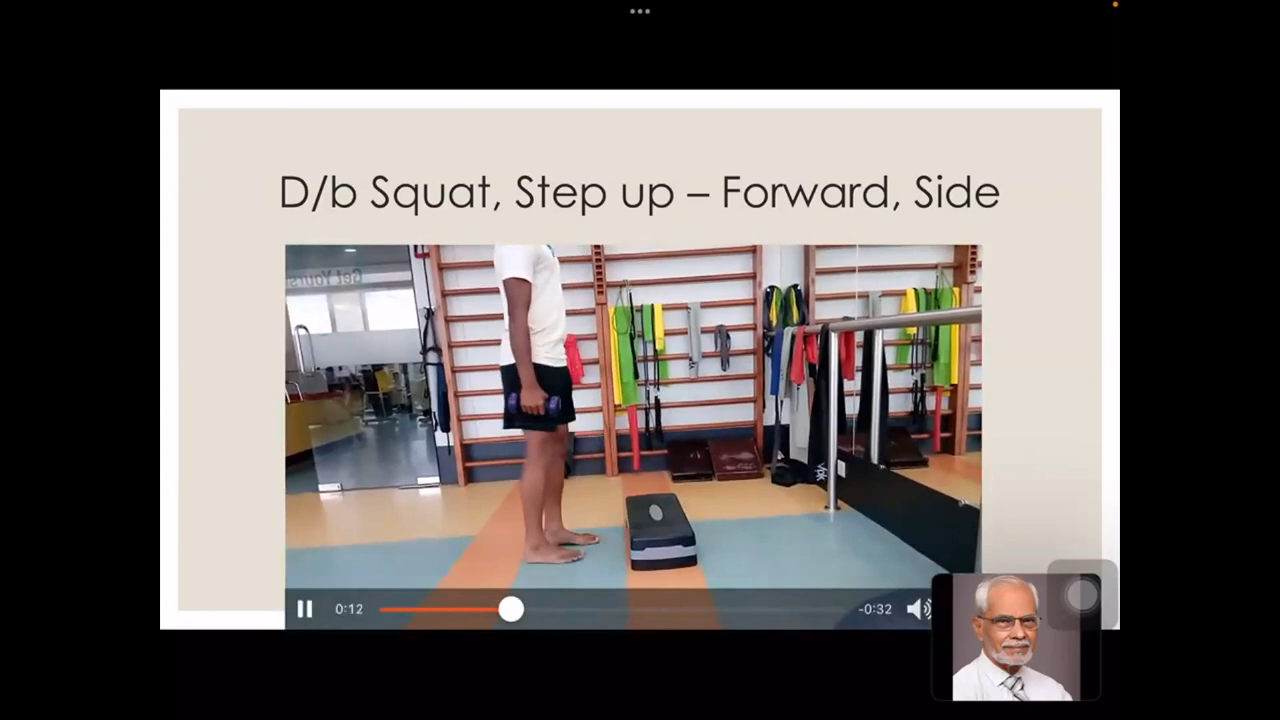 D/b Squat, Step up – Forward, Side
0:12
-0:32